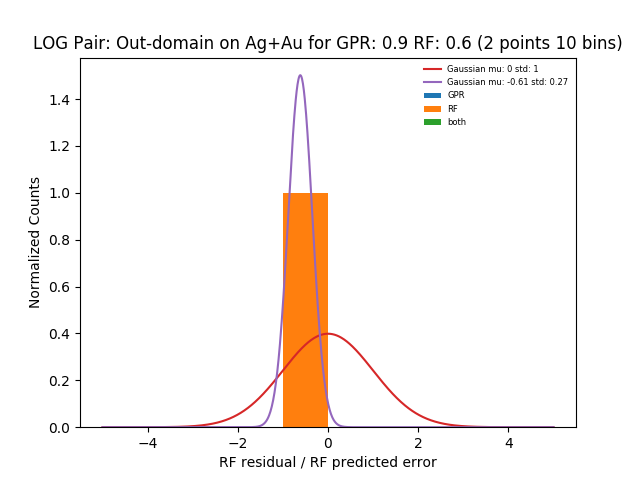 LOG Pair: Out-domain on Ag+Au for GPR: 0.9 RF: 0.6 (2 points 10 bins)
Gaussian mu: 0 std: 1
Gaussian mu: -0.61 std: 0.27
GPR
RF
both
1.4
1.2
1.0
0.8
0.6
0.4
0.2
0.0
Normalized Counts
−4
−2
0
2
4
RF residual / RF predicted error